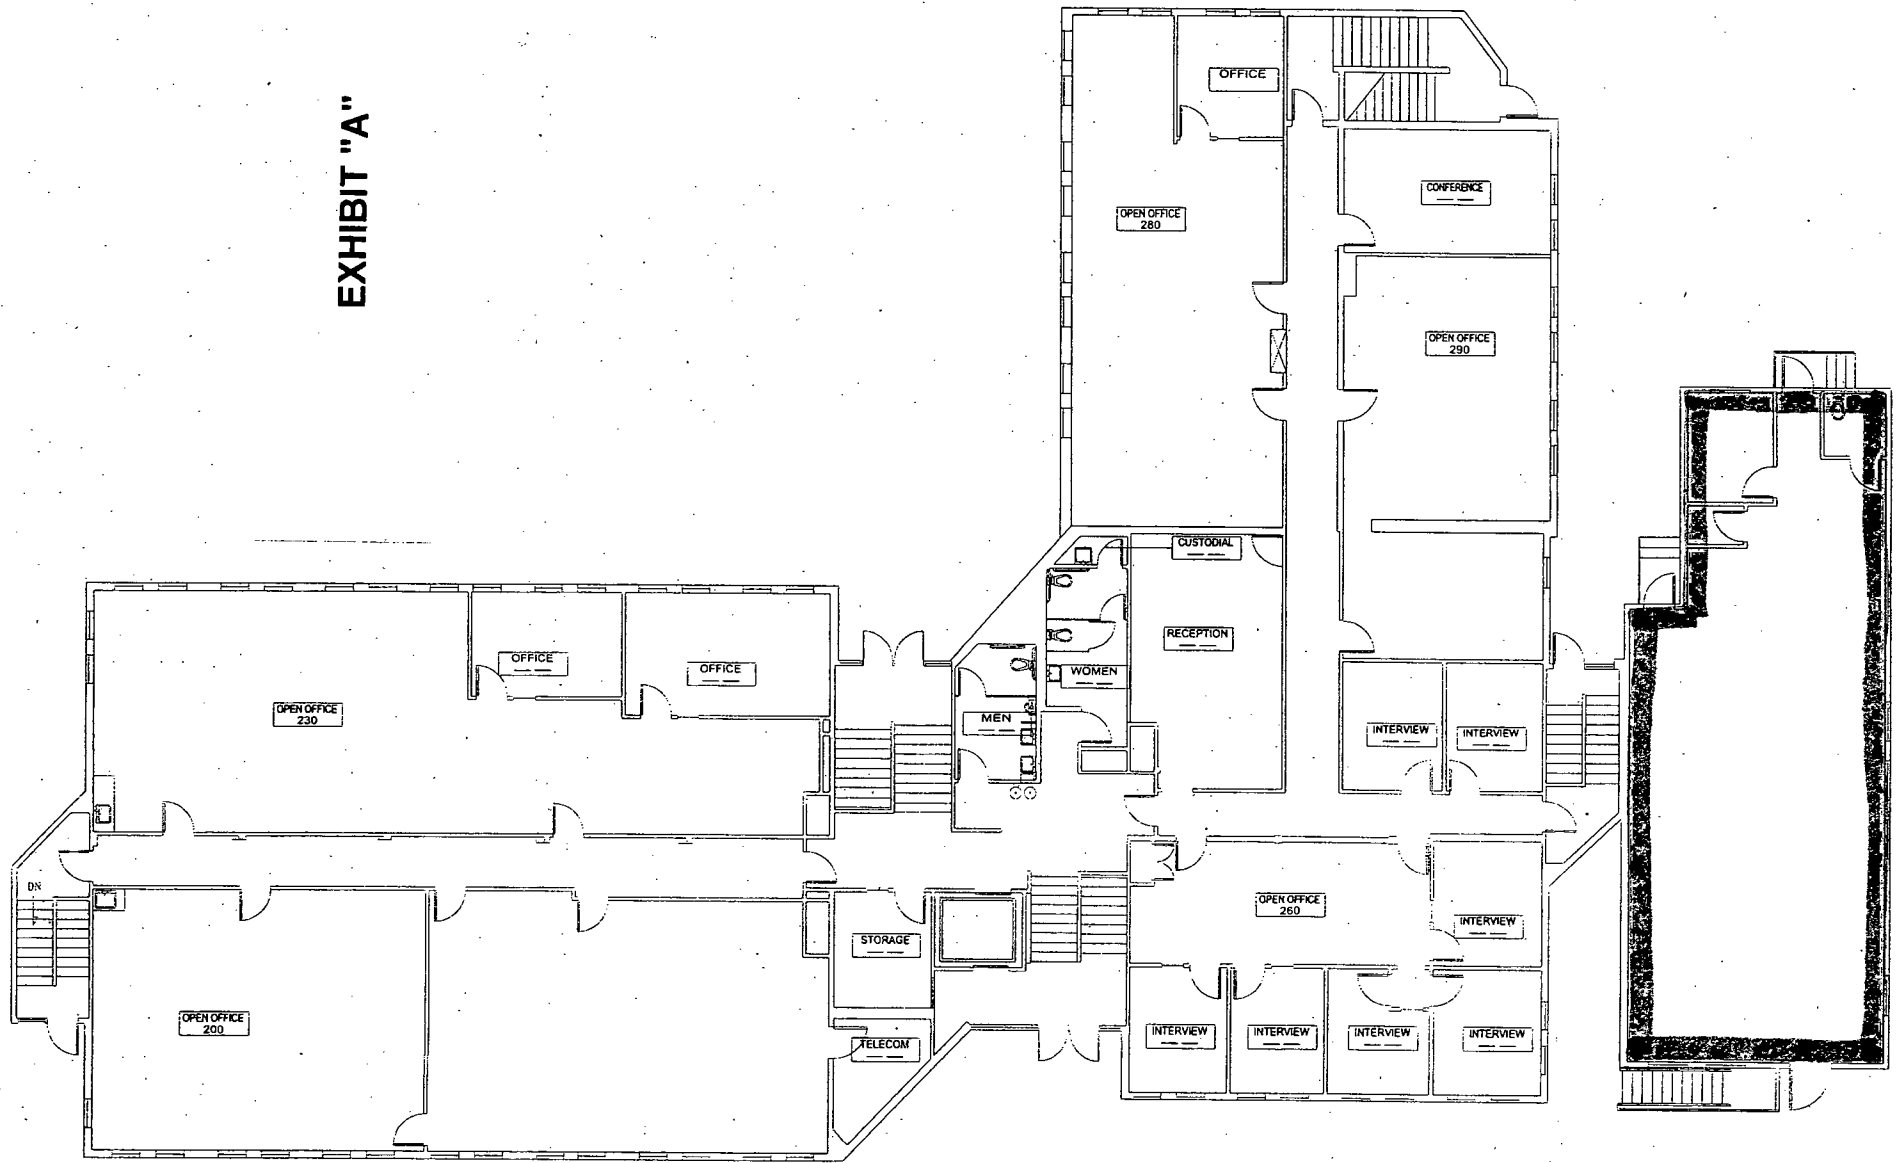 EXHIBIT "A"
OFFICE
CONFERENCE
OPEN OFFICE
280
OPEN OFFICE
290
CUSTODIAL
RECEPTION
WOMEN
MEN
OFFICE
OFFICE
OPEN OFFICE
230
INTERVIEW
INTERVIEW
DN
OPEN OFFICE
260
INTERVIEW
STORAGE
OPEN OFFICE
200
TELECOM
INTERVIEW
INTERVIEW
INTERVIEW
INTERVIEW